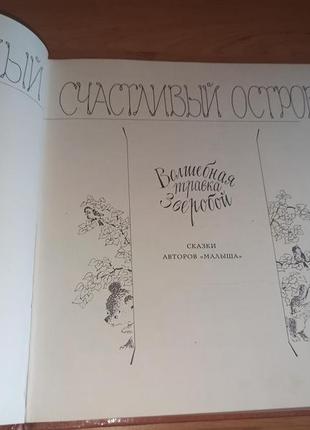 ЫЙ СЧАСТЛИВЫЙ ОСТРОВ
Волшебная
травка
Зверобой
СКАЗКИ
АВТОРОВ «МАЛЫША»